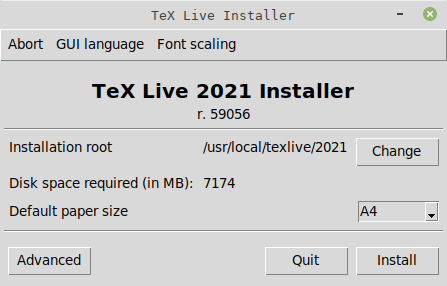 TeX Live Installer
Abort GUI language Font scaling
TeX Live 2021 Installer
r. 59056
Installation root /usr/local/texlive/2021 Change
Disk space required (in MB): 7174
Default paper size A4
Advanced Quit Install